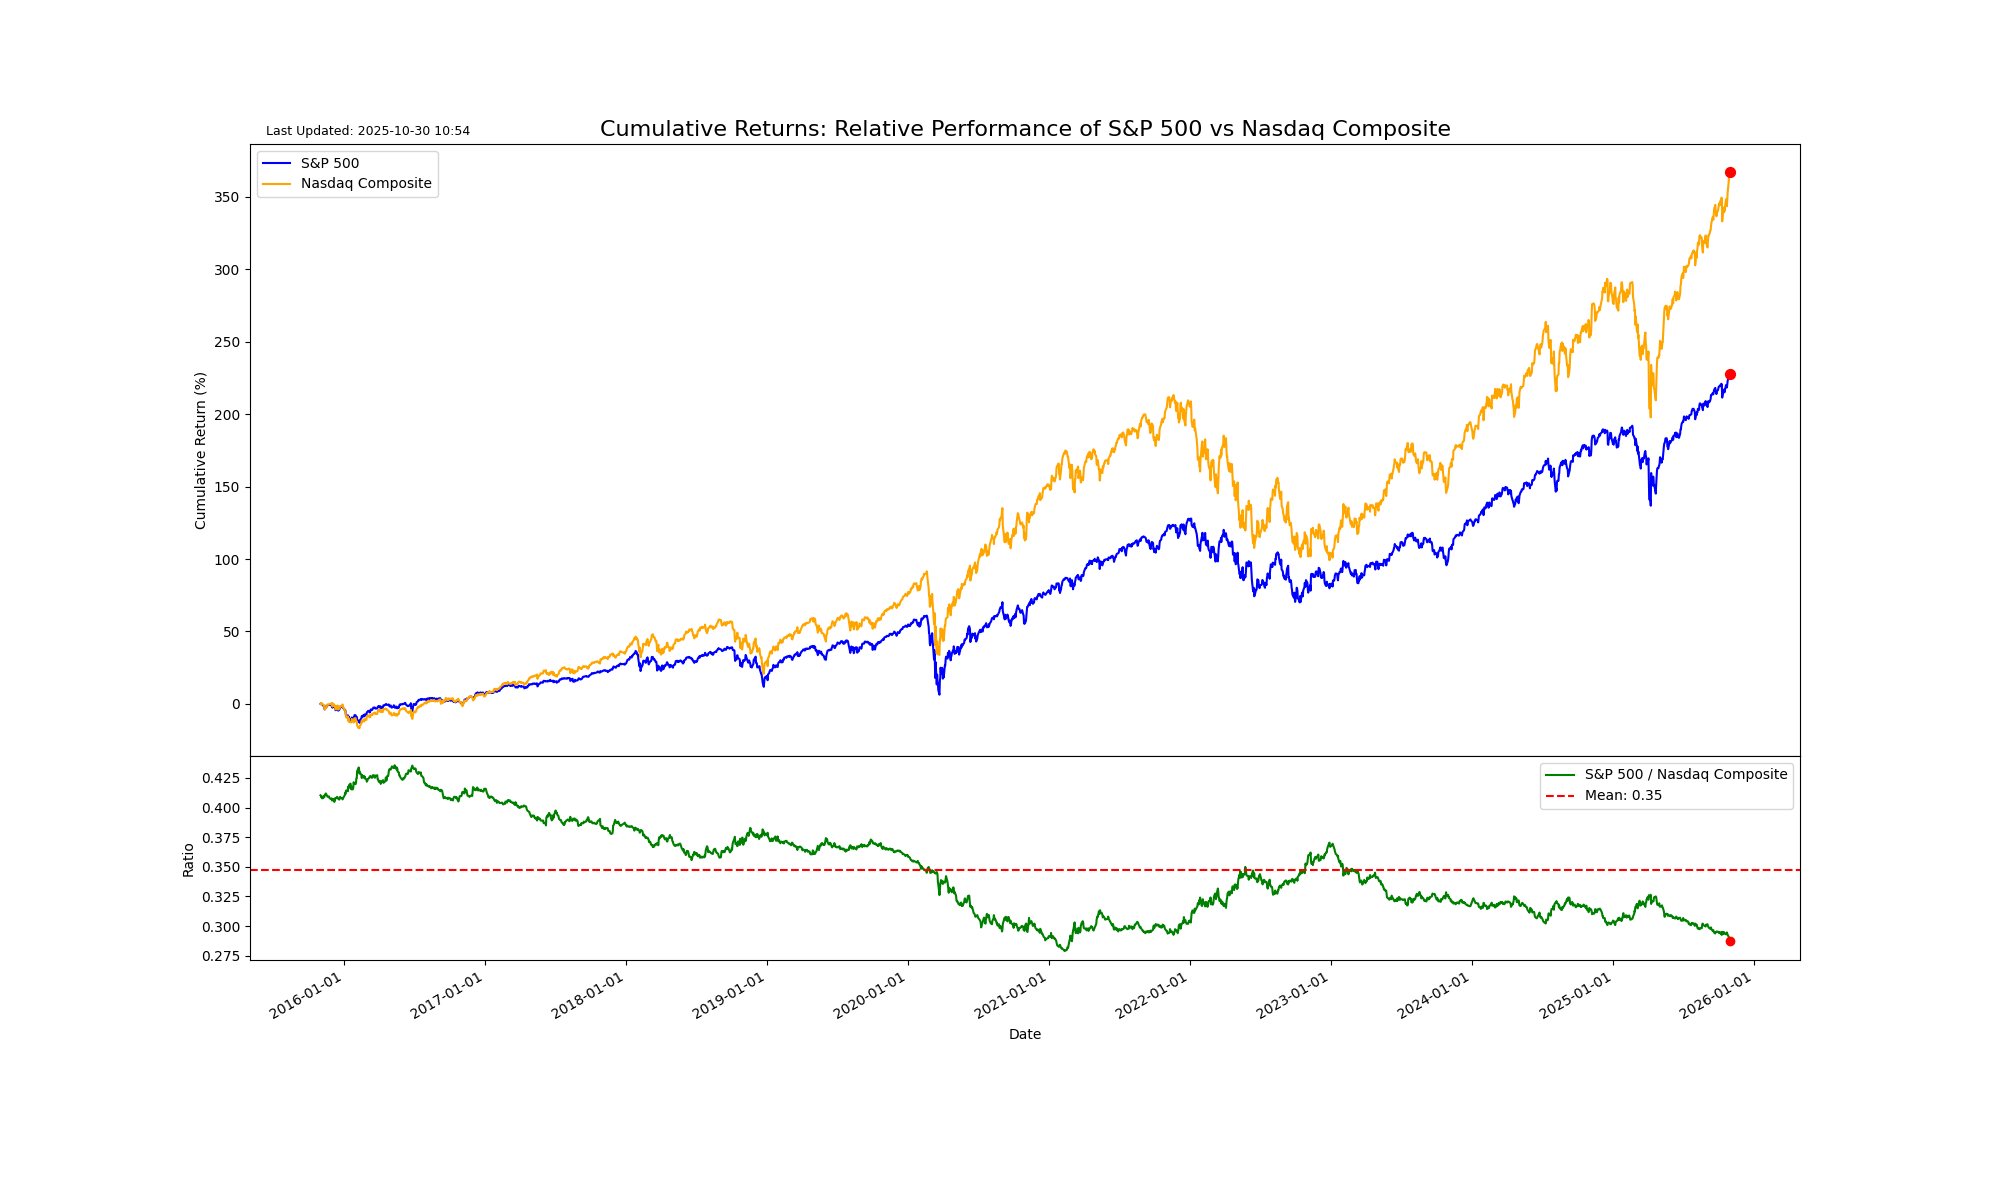 Last Updated: 2025-10-30 10:54
Cumulative Returns: Relative Performance of S&P 500 vs Nasdaq Composite
S&P 500
Nasdaq Composite
350
300
250
200
150
100
50
0
Cumulative Return (%)
S&P 500 / Nasdaq Composite
Mean: 0.35
0.425
0.400
0.375
0.350
0.325
0.300
0.275
Ratio
2016-01-01
2017-01-01
2018-01-01
2019-01-01
2020-01-01
2021-01-01
2022-01-01
2023-01-01
2024-01-01
2025-01-01
2026-01-01
Date